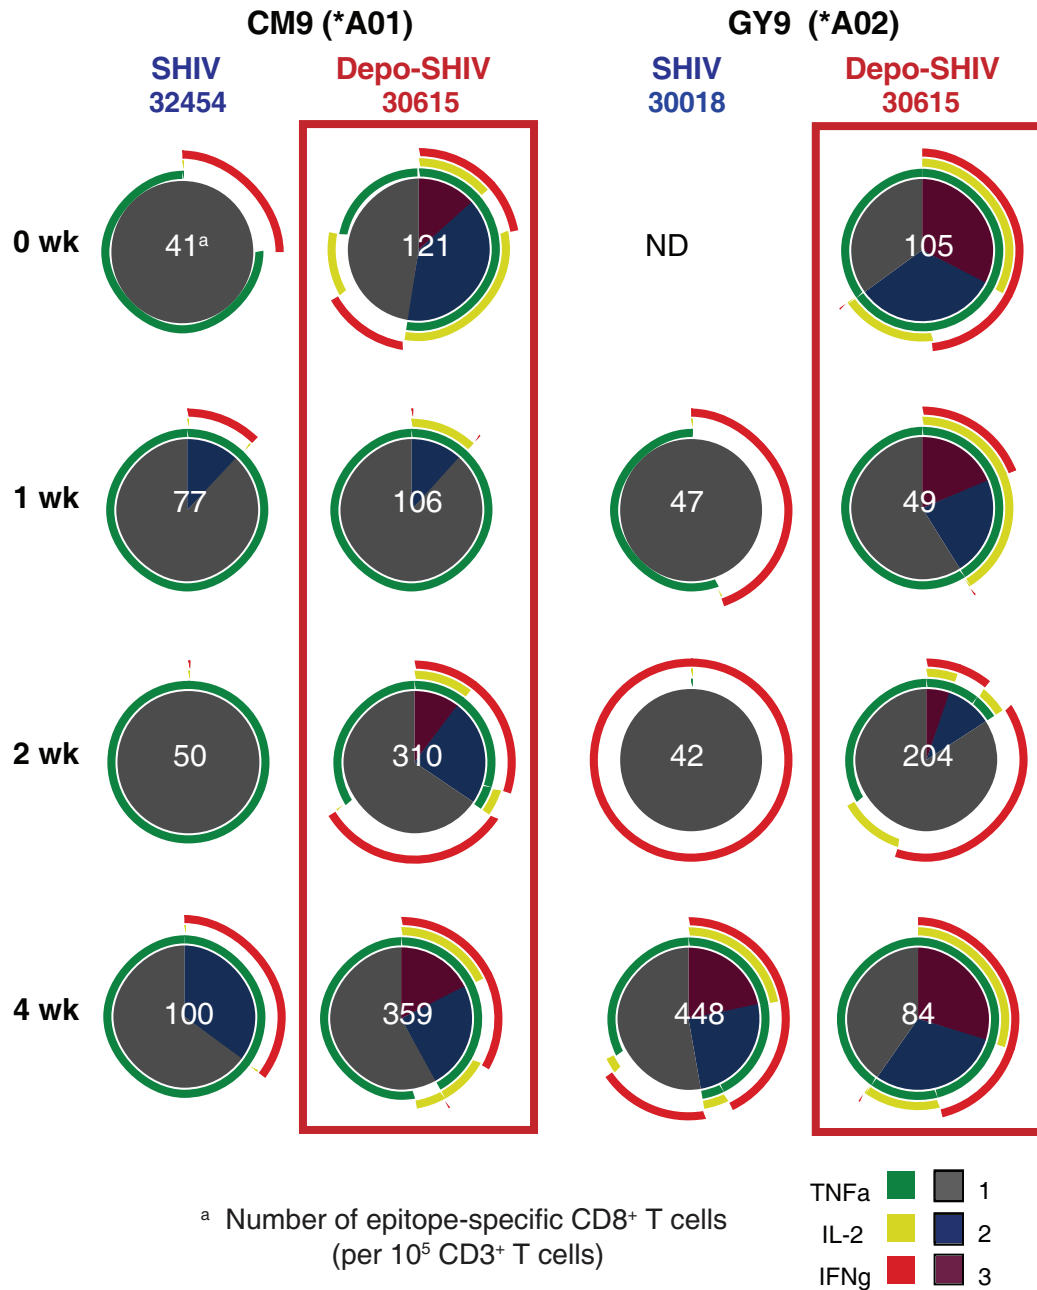 CM9 (*A01) GY9 (*A02)
SHIV Depo-SHIV SHIV Depo-SHIV
32454 30615 30018 30615
0 wk 41ª 121 ND 105
1 wk 77 106 47 49
2 wk 50 310 42 204
4 wk 100 359 448 84
TNFa 1
IL-2 2
IFNg 3
ª Number of epitope-specific CD8⁺ T cells
(per 10⁵ CD3⁺ T cells)